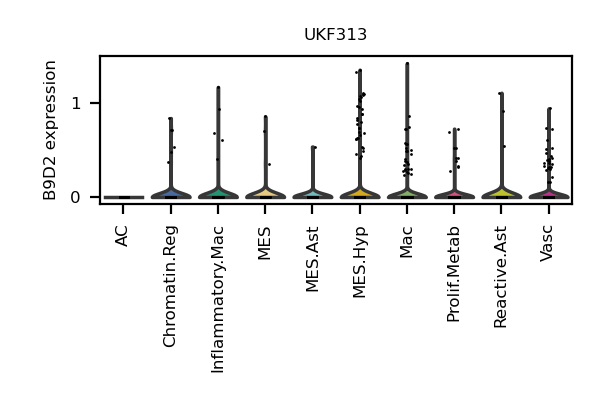 UKF313
B9D2 expression
1
0
AC
Chromatin.Reg
Inflammatory.Mac
MES
MES.Ast
MES.Hyp
Mac
Prolif.Metab
Reactive.Ast
Vasc